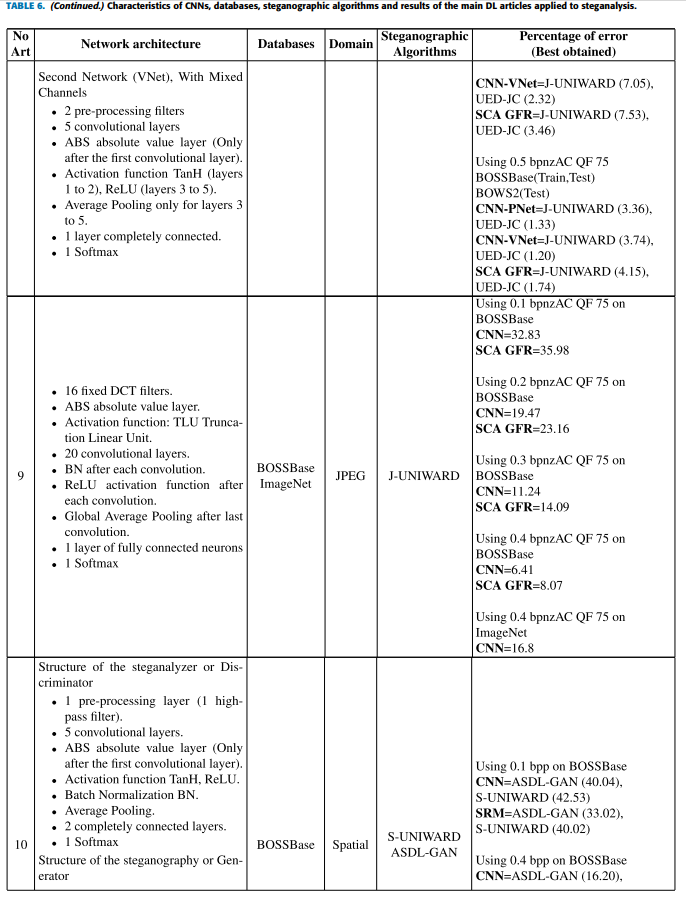 TABLE 6. (Continued.) Characteristics of CNNs, databases, steganographic algorithms and results of the main DL articles applied to steganalysis.
No
Art
Network architecture
Databases
Domain
Steganographic
Algorithms
Percentage of error
(Best obtained)
Second Network (VNet), With Mixed
Channels
• 2 pre-processing filters
• 5 convolutional layers
• ABS absolute value layer (Only
after the first convolutional layer).
• Activation function TanH (layers
1 to 2), ReLU (layers 3 to 5).
• Average Pooling only for layers 3
to 5.
• 1 layer completely connected.
• 1 Softmax
CNN-VNet=J-UNIWARD (7.05),
UED-JC (2.32)
SCA GFR=J-UNIWARD (7.53),
UED-JC (3.46)
Using 0.5 bpnzAC QF 75
BOSSBase(Train,Test)
BOWS2(Test)
CNN-PNet=J-UNIWARD (3.36),
UED-JC (1.33)
CNN-VNet=J-UNIWARD (3.74),
UED-JC (1.20)
SCA GFR=J-UNIWARD (4.15),
UED-JC (1.74)
9
• 16 fixed DCT filters.
• ABS absolute value layer.
• Activation function: TLU Trunca-
tion Linear Unit.
• 20 convolutional layers.
• BN after each convolution.
• ReLU activation function after
each convolution.
• Global Average Pooling after last
convolution.
• 1 layer of fully connected neurons
• 1 Softmax
BOSSBase
ImageNet
JPEG
J-UNIWARD
Using 0.1 bpnzAC QF 75 on
BOSSBase
CNN=32.83
SCA GFR=35.98
Using 0.2 bpnzAC QF 75 on
BOSSBase
CNN=19.47
SCA GFR=23.16
Using 0.3 bpnzAC QF 75 on
BOSSBase
CNN=11.24
SCA GFR=14.09
Using 0.4 bpnzAC QF 75 on
BOSSBase
CNN=6.41
SCA GFR=8.07
Using 0.4 bpnzAC QF 75 on
ImageNet
CNN=16.8
10
Structure of the steganalyzer or Dis-
criminator
• 1 pre-processing layer (1 high-
pass filter).
• 5 convolutional layers.
• ABS absolute value layer (Only
after the first convolutional layer).
• Activation function TanH, ReLU.
• Batch Normalization BN.
• Average Pooling.
• 2 completely connected layers.
• 1 Softmax
Structure of the steganography or Gen-
erator
BOSSBase
Spatial
S-UNIWARD
ASDL-GAN
Using 0.1 bpp on BOSSBase
CNN=ASDL-GAN (40.04),
S-UNIWARD (42.53)
SRM=ASDL-GAN (33.02),
S-UNIWARD (40.02)
Using 0.4 bpp on BOSSBase
CNN=ASDL-GAN (16.20),